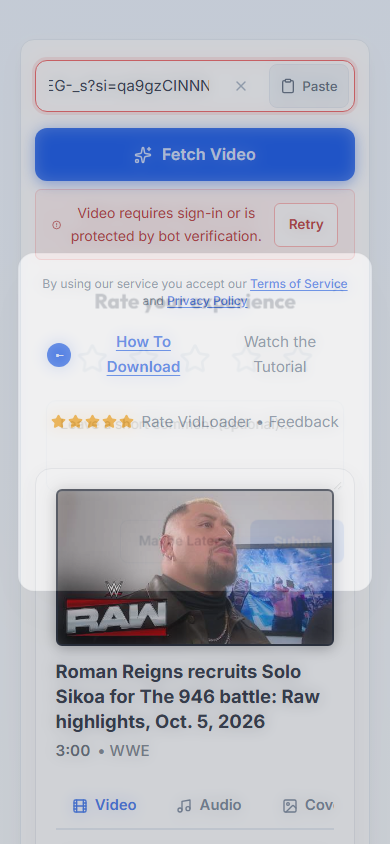 EG-_s?si=qa9gzCINNN
Paste
Fetch Video
Video requires sign-in or is
protected by bot verification.
Retry
By using our service you accept our Terms of Service
and Privacy Policy
Rate your experience
How To
Download
Watch the
Tutorial
Rate VidLoader • Feedback
Maybe Later
Submit
RAW
Roman Reigns recruits Solo
Sikoa for The 946 battle: Raw
highlights, Oct. 5, 2026
3:00 • WWE
Video
Audio
Cov